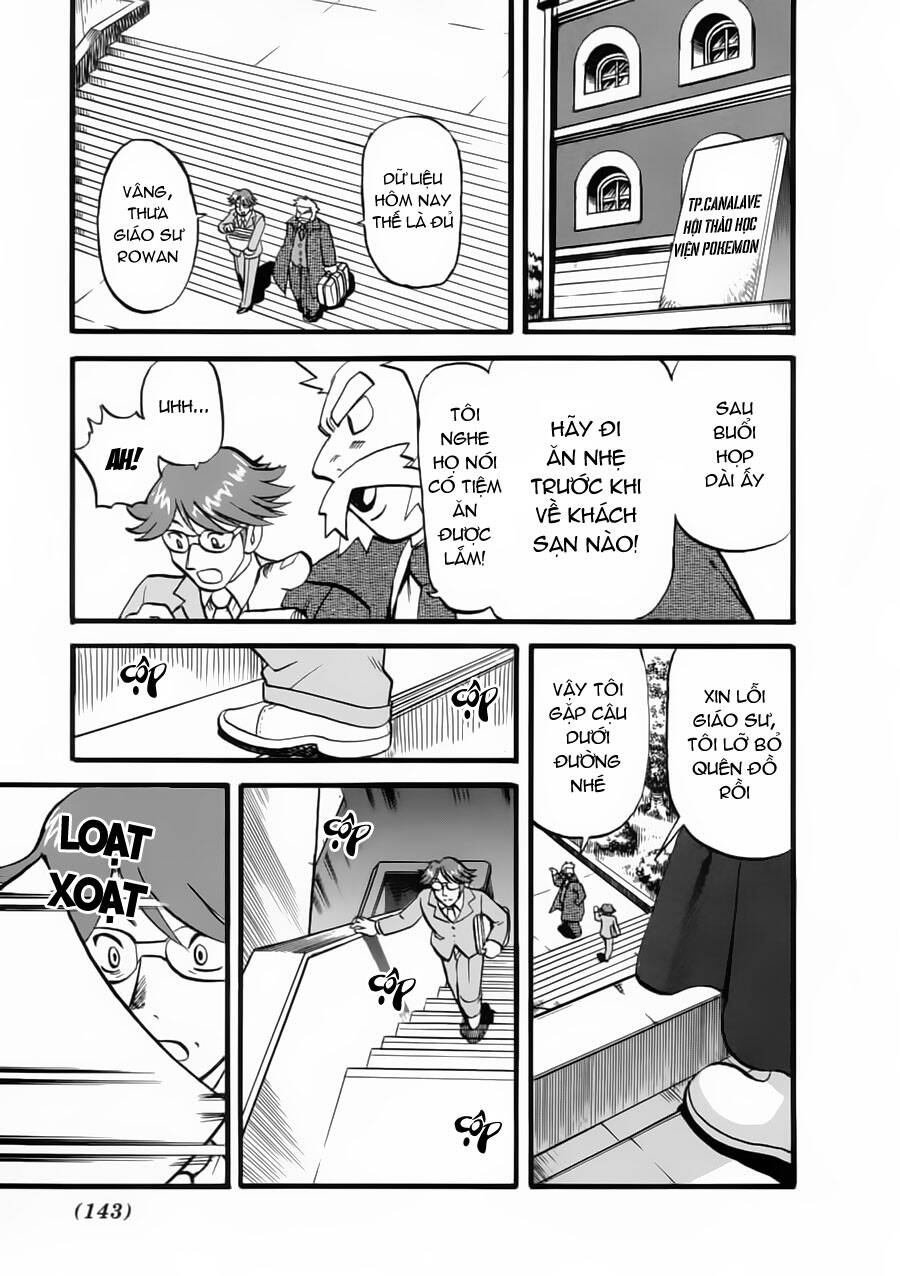 TP.CANALAVE
HỘI THẢO HỌC
VIỆN POKEMON
DỮ LIỆU
HÔM NAY
THẾ LÀ ĐỦ
VÂNG,
THƯA
GIÁO SƯ
ROWAN
SAU
BUỔI
HỌP
DÀI ẤY
HÃY ĐI
ĂN NHẸ
TRƯỚC KHI
VỀ KHÁCH
SẠN NÀO!
TÔI
NGHE
HỌ NÓI
CÓ TIỆM
ĂN ĐƯỢC
LẮM!
UHH...
AH!
XIN LỖI
GIÁO SƯ,
TÔI LỠ BỎ
QUÊN ĐỒ
RỒI
VẬY TÔI
GẶP CẬU
DƯỚI
ĐƯỜNG
NHÉ
CỘP
CỘP
CỘP
CỘP
CỘP
LOẠT
XOẠT
(143)